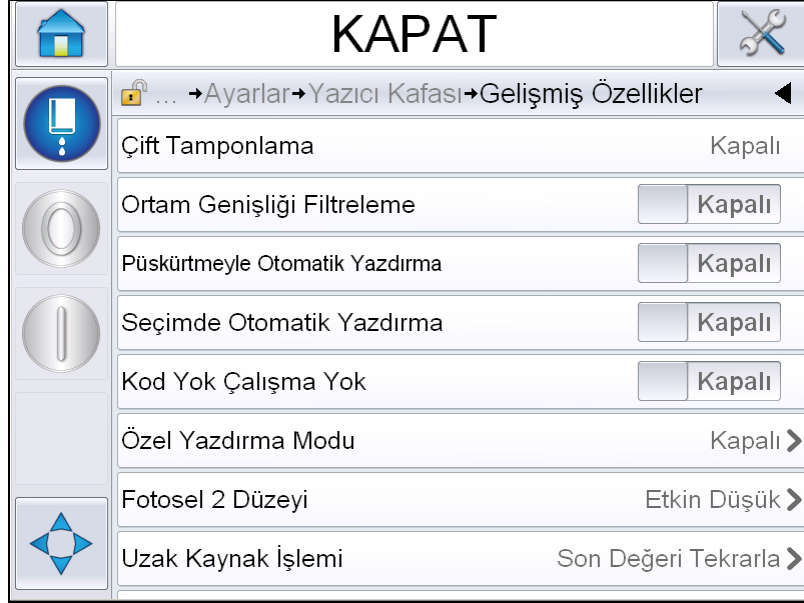 KAPAT
... →Ayarlar→Yazıcı Kafası→Gelişmiş Özellikler
Çift Tamponlama Kapalı
Ortam Genişliği Filtreleme Kapalı
Püskürtmeyle Otomatik Yazdırma Kapalı
Seçimde Otomatik Yazdırma Kapalı
Kod Yok Çalışma Yok Kapalı
Özel Yazdırma Modu Kapalı
Fotosel 2 Düzeyi Etkin Düşük
Uzak Kaynak İşlemi Son Değeri Tekrarla